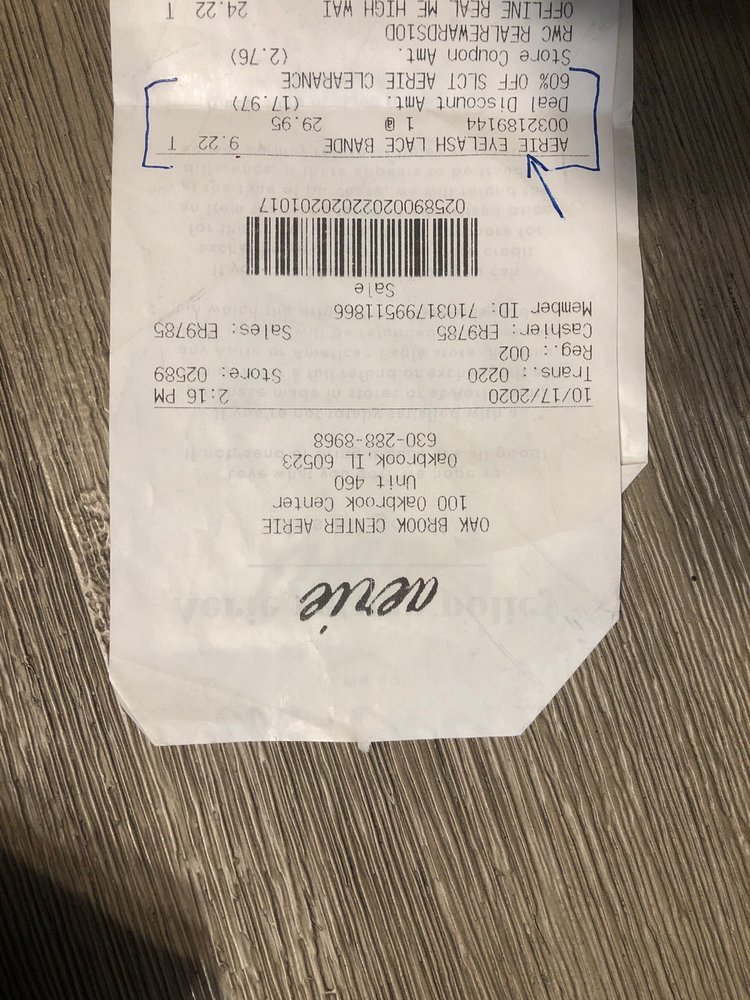 aerie
OAK BROOK CENTER AERIE
100 Oakbrook Center
Unit 460
Oakbrook, IL 60523
630-288-8968
10/17/2020 2:16 PM
Trans.: 0220 Store: 02589
Reg.: 002
Cashier: ER9785 Sales: ER9785
Member ID: 71031799511866
Sale
02589000202202020201017
AERIE EYELASH LACE BANDE 9.22 T
0032189144 1 @ 29.95
Deal Discount Amt. (17.97)
60% OFF SLCT AERIE CLEARANCE
Store Coupon Amt. (2.76)
RWC REALREWARDS10D
OFFLINE REAL ME HIGH WAI 24.22 T